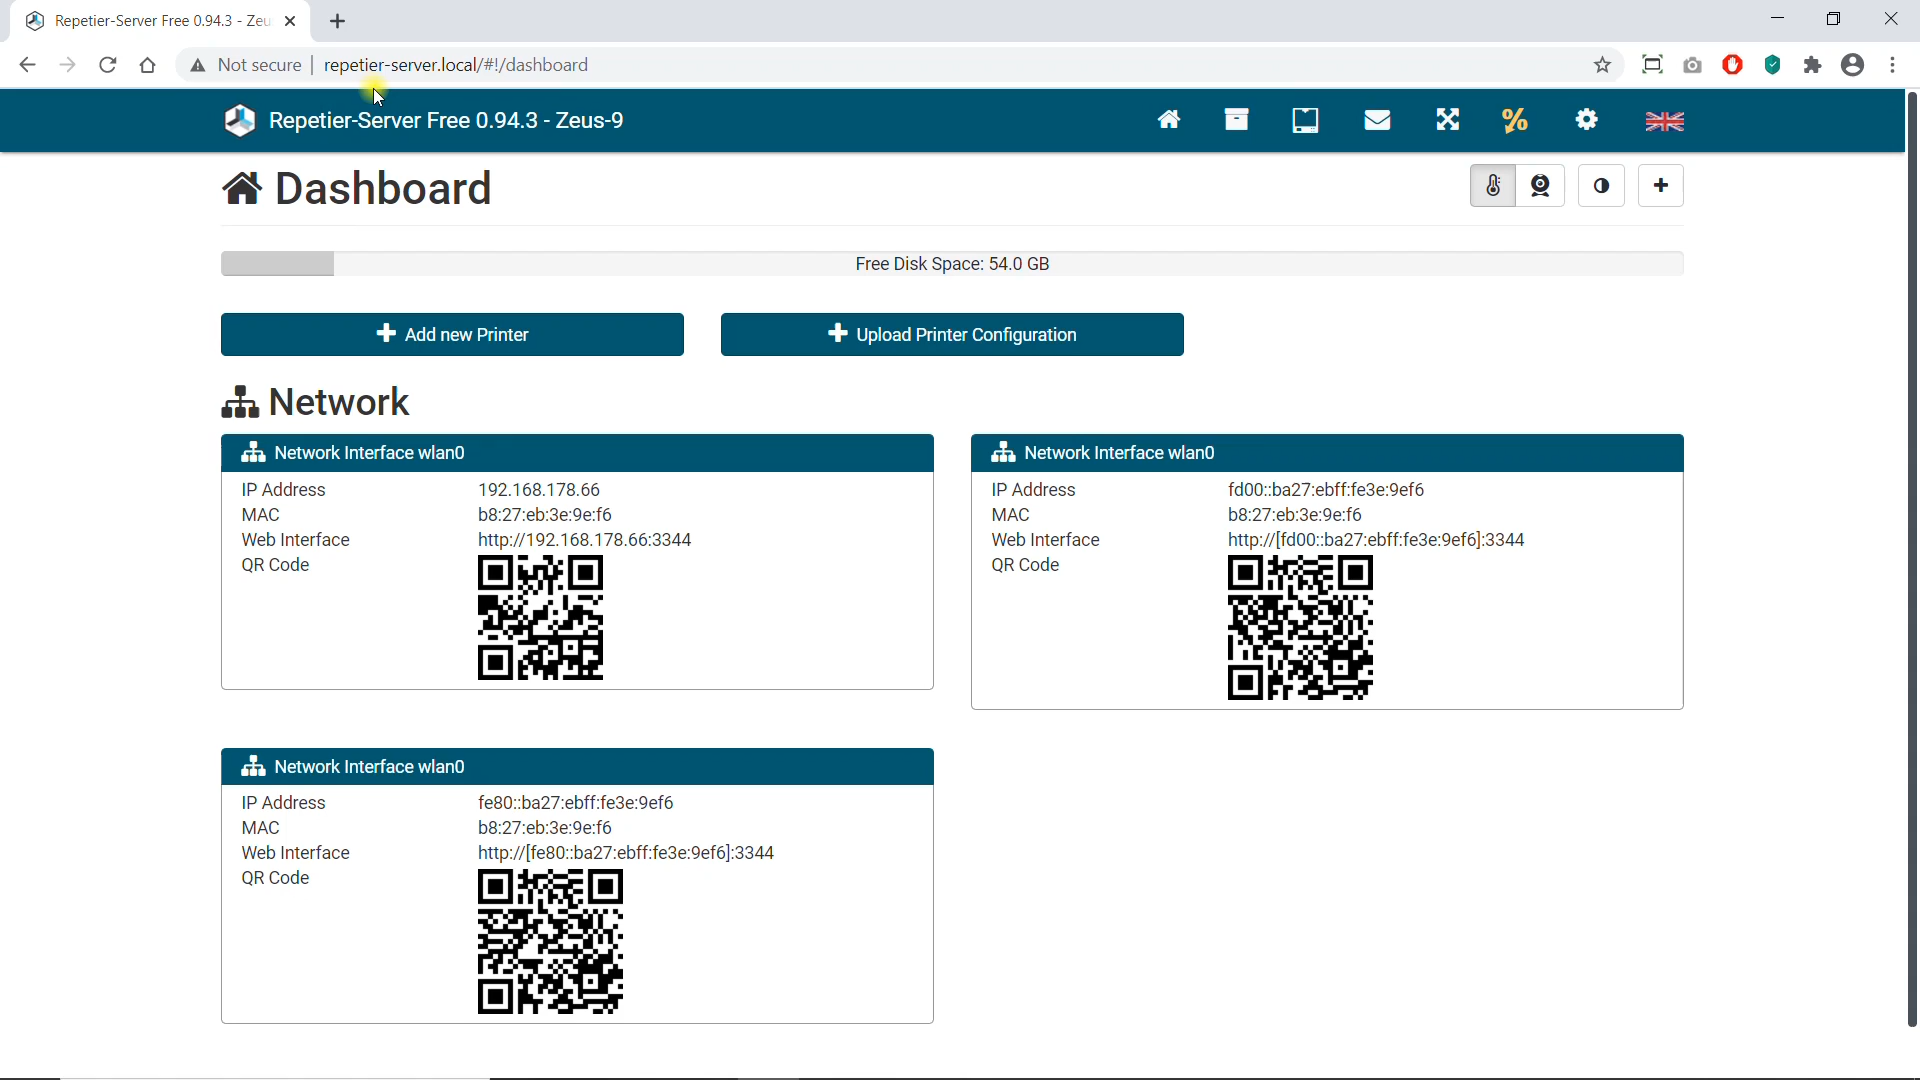 Repetier-Server Free 0.94.3 - Zeu
Not secure | repetier-server.local/#!/dashboard
Repetier-Server Free 0.94.3 - Zeus-9
Dashboard
Free Disk Space: 54.0 GB
Add new Printer
Upload Printer Configuration
Network
Network Interface wlan0
IP Address 192.168.178.66
MAC b8:27:eb:3e:9e:f6
Web Interface http://192.168.178.66:3344
QR Code
Network Interface wlan0
IP Address fd00::ba27:ebff:fe3e:9ef6
MAC b8:27:eb:3e:9e:f6
Web Interface http://[fd00::ba27:ebff:fe3e:9ef6]:3344
QR Code
Network Interface wlan0
IP Address fe80::ba27:ebff:fe3e:9ef6
MAC b8:27:eb:3e:9e:f6
Web Interface http://[fe80::ba27:ebff:fe3e:9ef6]:3344
QR Code